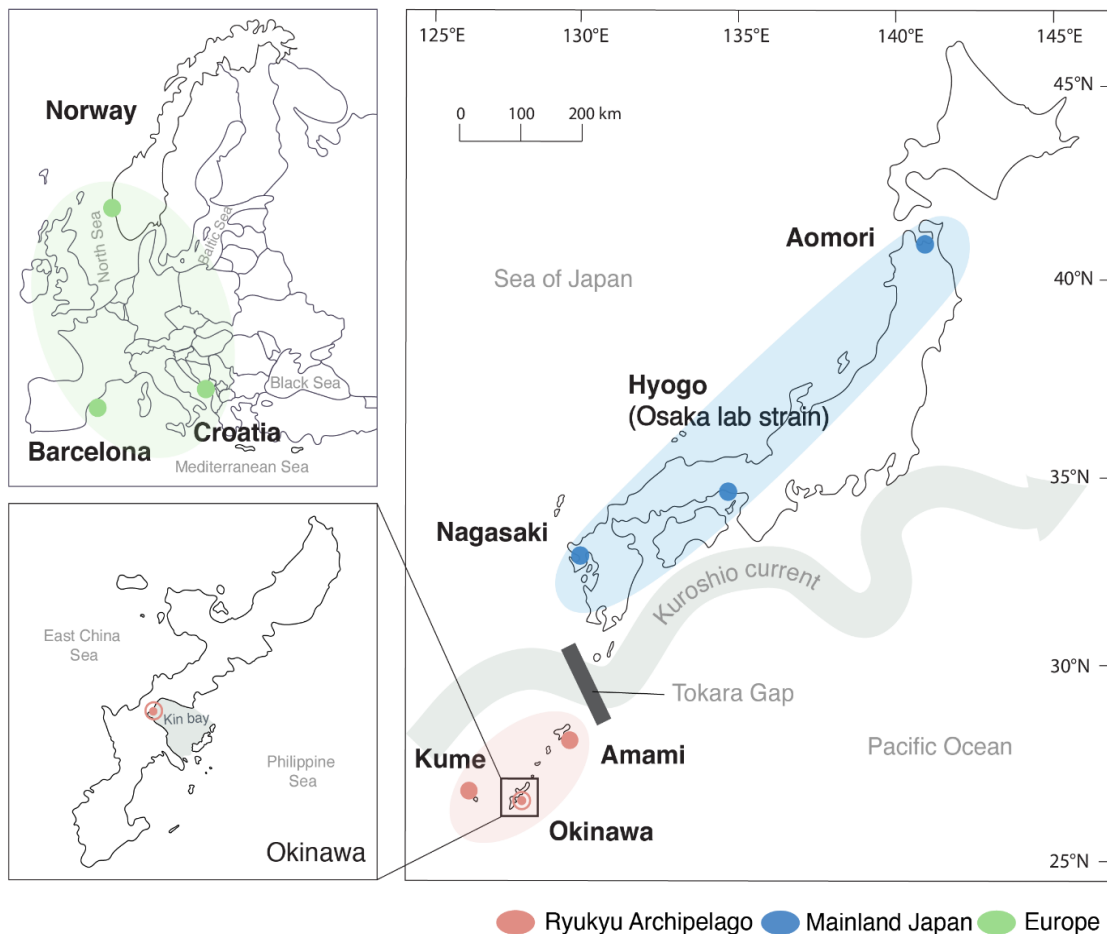 Norway
North Sea
Baltic Sea
Black Sea
Croatia
Barcelona
Mediterranean Sea
East China
Sea
Kin bay
Philippine
Sea
Okinawa
125°E
130°E
135°E
140°E
145°E
0
100
200 km
45°N
Aomori
Sea of Japan
40°N
Hyogo
(Osaka lab strain)
35°N
Nagasaki
Kuroshio current
30°N
Tokara Gap
Kume
Amami
Pacific Ocean
Okinawa
25°N
Ryukyu Archipelago
Mainland Japan
Europe